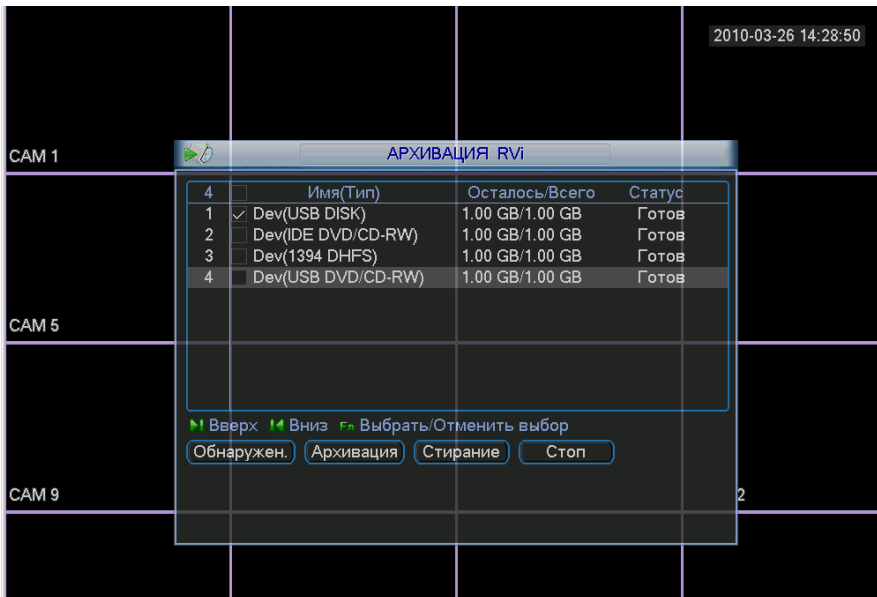 2010-03-26 14:28:50
CAM 1
АРХИВАЦИЯ RVi
4 Имя(Тип) Осталось/Всего Статус
1 Dev(USB DISK) 1.00 GB/1.00 GB Готов
2 Dev(IDE DVD/CD-RW) 1.00 GB/1.00 GB Готов
3 Dev(1394 DHFS) 1.00 GB/1.00 GB Готов
4 Dev(USB DVD/CD-RW) 1.00 GB/1.00 GB Готов
CAM 5
Вверх Вниз Fn Выбрать/Отменить выбор
Обнаружен. Архивация Стирание Стоп
CAM 9
2